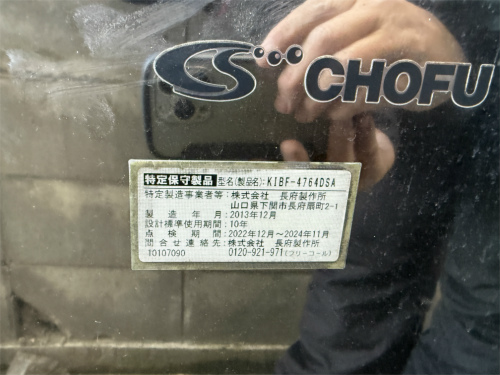 CS CHOFU
特定保守製品 型名(製品名): KIBF-4764DSA
特定製造事業者等: 株式会社 長府製作所
山口県下関市長府扇町2-1
製造年月: 2013年12月
設計標準使用期間: 10年
点検期間: 2022年12月～2024年11月
問合せ連絡先: 株式会社 長府製作所
T0107090 0120-921-971(フリーコール)